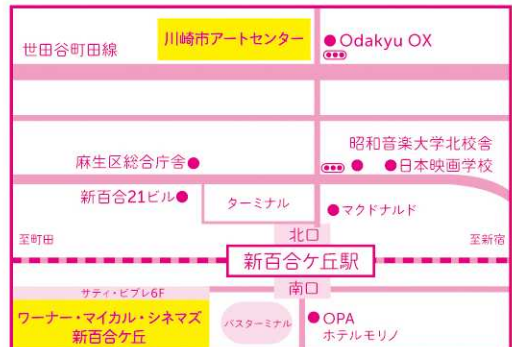 川崎市アートセンター
Odakyu OX
世田谷町田線
昭和音楽大学北校舎
麻生区総合庁舎
日本映画学校
新百合21ビル
ターミナル
マクドナルド
北口
至町田
至新宿
新百合ケ丘駅
南口
サティ・ビブレ6F
ワーナー・マイカル・シネマズ
新百合ケ丘
バスターミナル
OPA
ホテルモリノ